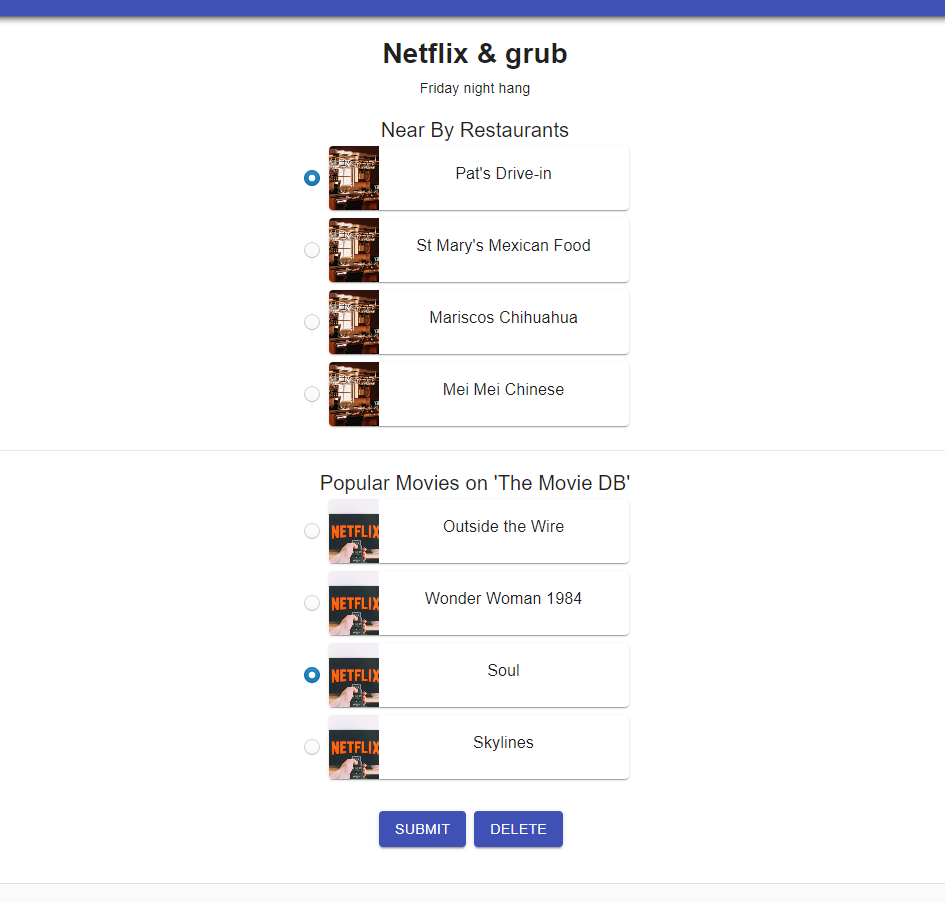 Netflix & grub
Friday night hang
Near By Restaurants
Pat's Drive-in
St Mary's Mexican Food
Mariscos Chihuahua
Mei Mei Chinese
Popular Movies on 'The Movie DB'
NETFLIX
Outside the Wire
NETFLIX
Wonder Woman 1984
NETFLIX
Soul
NETFLIX
Skylines
SUBMIT
DELETE